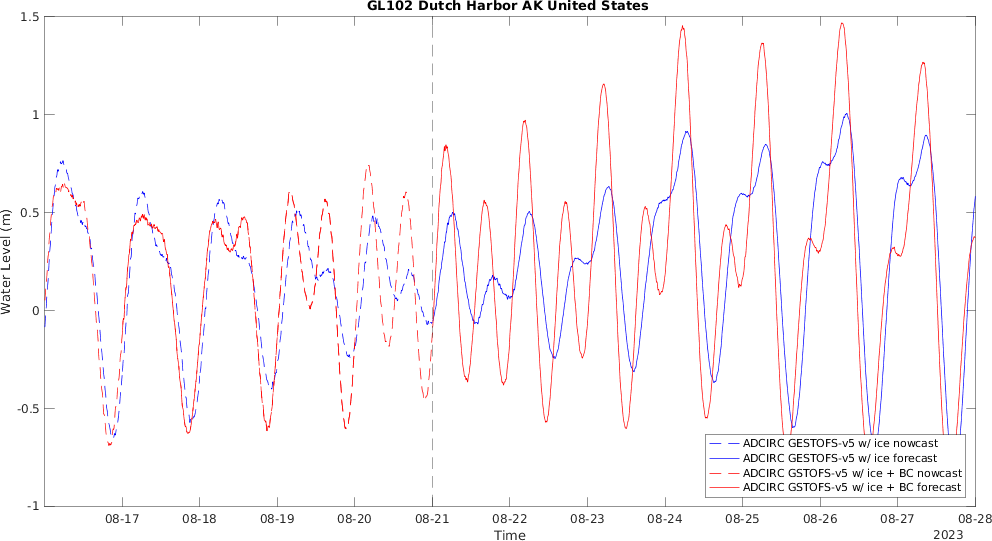 GL102 Dutch Harbor AK United States
1.5
1
0.5
0
-0.5
-1
Water Level (m)
ADCIRC GESTOFS-v5 w/ ice nowcast
ADCIRC GESTOFS-v5 w/ ice forecast
ADCIRC GSTOFS-v5 w/ ice + BC nowcast
ADCIRC GSTOFS-v5 w/ ice + BC forecast
08-17 08-18 08-19 08-20 08-21 08-22 08-23 08-24 08-25 08-26 08-27 08-28
Time
2023